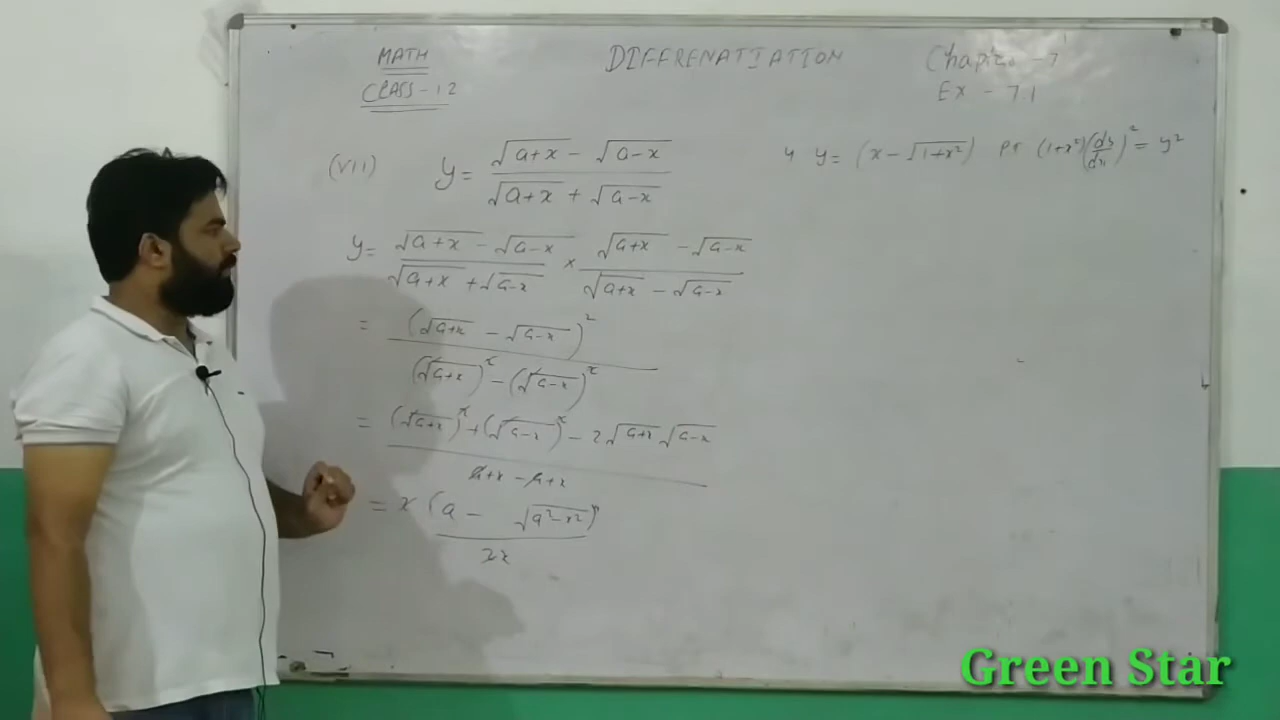 MATH
CLASS-12
DIFFRENATIATION
Chapter -7
Ex - 7.1
(VII) y = √(a+x) - √(a-x) / √(a+x) + √(a-x)
4 y = (x - √(1+x²)) PT (1+x²)(dy/dx)² = y²
y = √(a+x) - √(a-x) / √(a+x) + √(a-x) × √(a+x) - √(a-x) / √(a+x) - √(a-x)
= (√(a+x) - √(a-x))² / (√(a+x))² - (√(a-x))²
= (√(a+x))² + (√(a-x))² - 2√(a+x) √(a-x) / a+x - a+x
= 2 (a - √(a²-x²)) / 2x
Green Star